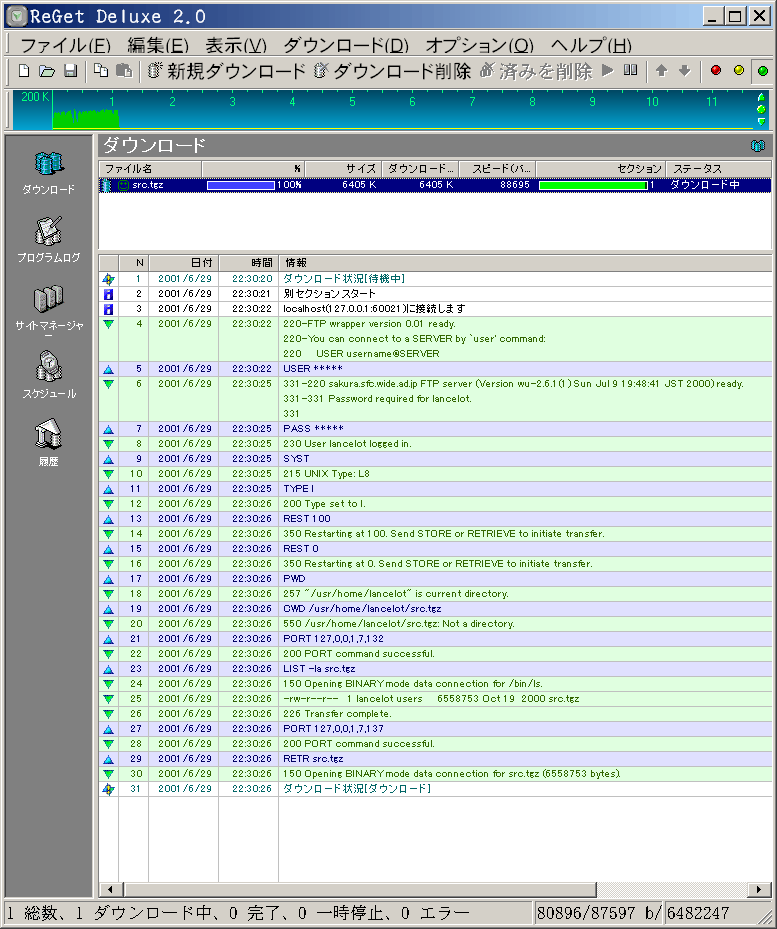 ReGet Deluxe 2.0
ファイル(F) 編集(E) 表示(V) ダウンロード(D) オプション(O) ヘルプ(H)
新規ダウンロード ダウンロード削除 済みを削除
200 K 1 2 3 4 5 6 7 8 9 10 11
ダウンロード
ダウンロード
プログラムログ
サイトマネージャー
スケジュール
履歴
ファイル名 % サイズ ダウンロード... スピード(バ... セクション ステータス
src.tgz 100% 6405 K 6405 K 88695 1 ダウンロード中
N 日付 時間 情報
1 2001/6/29 22:30:20 ダウンロード状況[待機中]
2 2001/6/29 22:30:21 別セクションスタート
3 2001/6/29 22:30:22 localhost(127.0.0.1:60021)に接続します
4 2001/6/29 22:30:22 220-FTP wrapper version 0.01 ready.
220-You can connect to a SERVER by `user' command:
220 USER username@SERVER
5 2001/6/29 22:30:22 USER *****
6 2001/6/29 22:30:25 331-220 sakura.sfc.wide.ad.jp FTP server (Version wu-2.6.1(1) Sun Jul 9 19:48:41 JST 2000) ready.
331-331 Password required for lancelot.
331
7 2001/6/29 22:30:25 PASS *****
8 2001/6/29 22:30:25 230 User lancelot logged in.
9 2001/6/29 22:30:25 SYST
10 2001/6/29 22:30:25 215 UNIX Type: L8
11 2001/6/29 22:30:25 TYPE I
12 2001/6/29 22:30:26 200 Type set to I.
13 2001/6/29 22:30:26 REST 100
14 2001/6/29 22:30:26 350 Restarting at 100. Send STORE or RETRIEVE to initiate transfer.
15 2001/6/29 22:30:26 REST 0
16 2001/6/29 22:30:26 350 Restarting at 0. Send STORE or RETRIEVE to initiate transfer.
17 2001/6/29 22:30:26 PWD
18 2001/6/29 22:30:26 257 "/usr/home/lancelot" is current directory.
19 2001/6/29 22:30:26 CWD /usr/home/lancelot/src.tgz
20 2001/6/29 22:30:26 550 /usr/home/lancelot/src.tgz: Not a directory.
21 2001/6/29 22:30:26 PORT 127,0,0,1,7,132
22 2001/6/29 22:30:26 200 PORT command successful.
23 2001/6/29 22:30:26 LIST -la src.tgz
24 2001/6/29 22:30:26 150 Opening BINARY mode data connection for /bin/ls.
25 2001/6/29 22:30:26 -rw-r--r-- 1 lancelot users 6558753 Oct 19 2000 src.tgz
26 2001/6/29 22:30:26 226 Transfer complete.
27 2001/6/29 22:30:26 PORT 127,0,0,1,7,137
28 2001/6/29 22:30:26 200 PORT command successful.
29 2001/6/29 22:30:26 RETR src.tgz
30 2001/6/29 22:30:26 150 Opening BINARY mode data connection for src.tgz (6558753 bytes).
31 2001/6/29 22:30:26 ダウンロード状況[ダウンロード]
1 総数、1 ダウンロード中、0 完了、0 一時停止、0 エラー 80896/87597 b/ 6482247